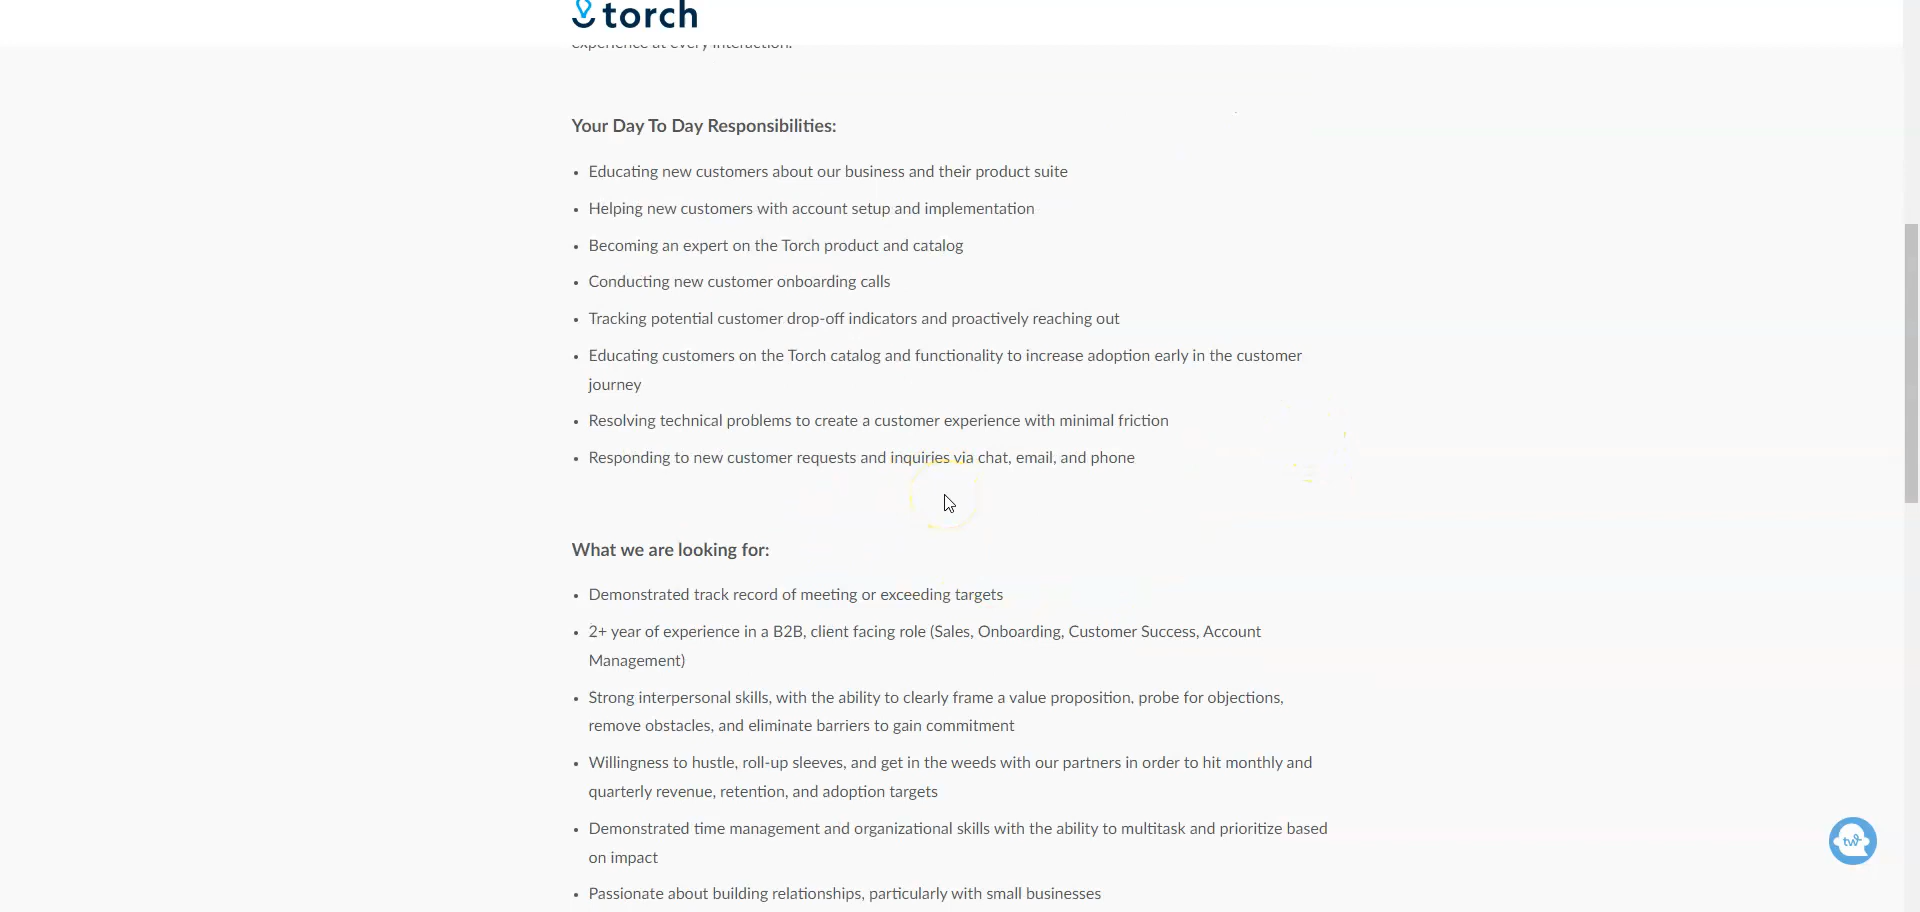 torch
experience at every interaction.
Your Day To Day Responsibilities:
• Educating new customers about our business and their product suite
• Helping new customers with account setup and implementation
• Becoming an expert on the Torch product and catalog
• Conducting new customer onboarding calls
• Tracking potential customer drop-off indicators and proactively reaching out
• Educating customers on the Torch catalog and functionality to increase adoption early in the customer
journey
• Resolving technical problems to create a customer experience with minimal friction
• Responding to new customer requests and inquiries via chat, email, and phone
What we are looking for:
• Demonstrated track record of meeting or exceeding targets
• 2+ year of experience in a B2B, client facing role (Sales, Onboarding, Customer Success, Account
Management)
• Strong interpersonal skills, with the ability to clearly frame a value proposition, probe for objections,
remove obstacles, and eliminate barriers to gain commitment
• Willingness to hustle, roll-up sleeves, and get in the weeds with our partners in order to hit monthly and
quarterly revenue, retention, and adoption targets
• Demonstrated time management and organizational skills with the ability to multitask and prioritize based
on impact
• Passionate about building relationships, particularly with small businesses
tw